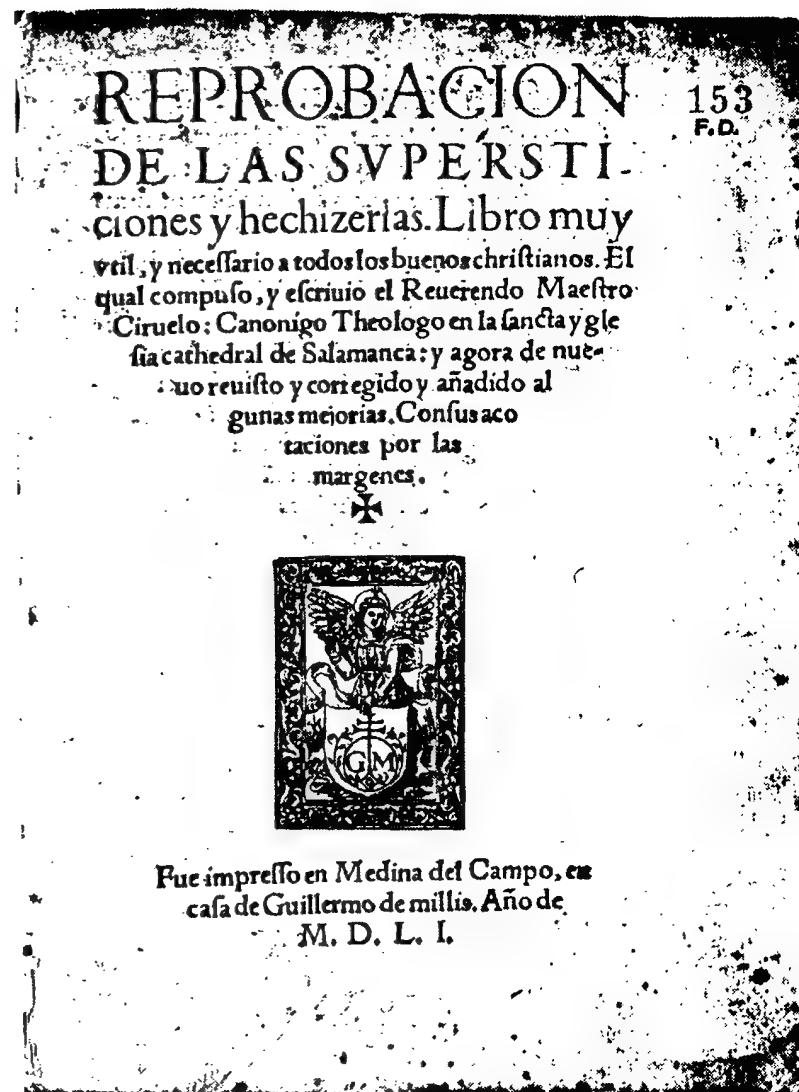 REPROBACION
153
F.D.
DE LAS SVPERSTI-
ciones y hechizerias. Libro muy
vtil, y neceſſario a todos los buenos chriſtianos. El
qual compuſo, y eſcriuio el Reuerendo Maeſtro
Ciruelo: Canonigo Theologo en la ſancta ygle
ſia cathedral de Salamanca: y agora de nue-
uo reuiſto y corregido y añadido al
gunas mejorias. Con ſus aco
taciones por las
margenes.
G M
Fue impreſſo en Medina del Campo, en
caſa de Guillermo de millis. Año de
M. D. L. I.